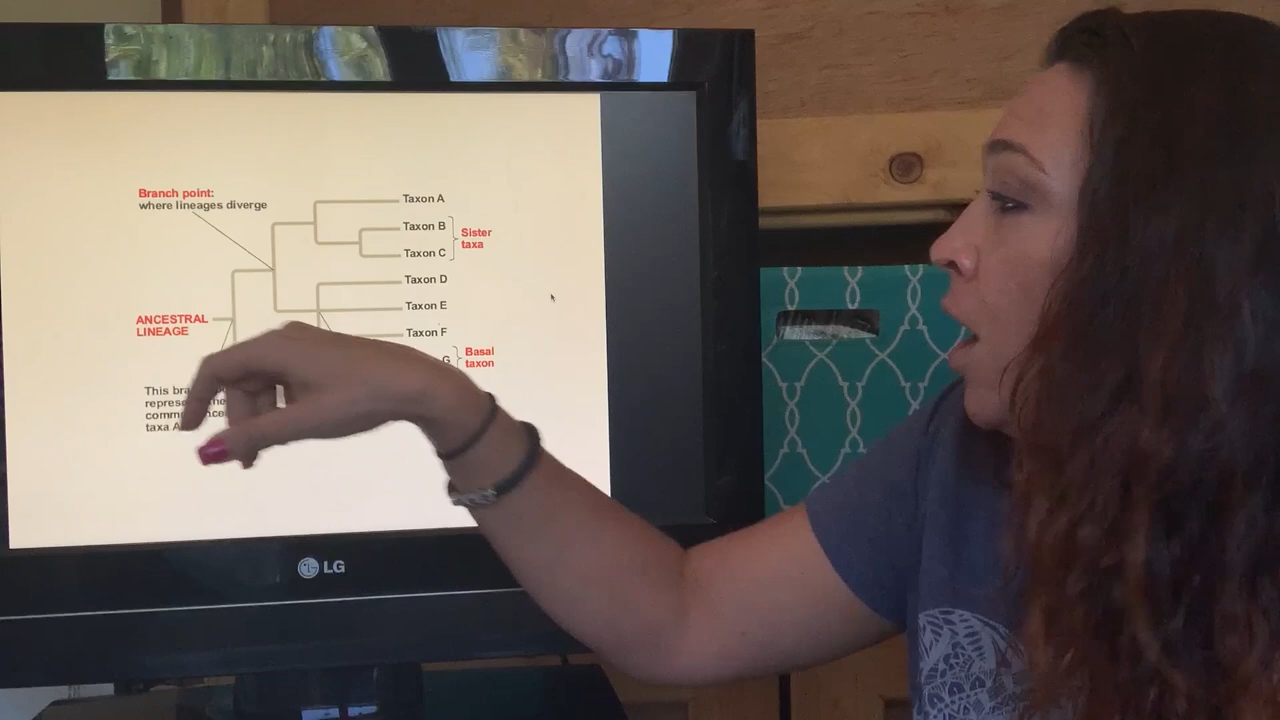 Branch point:
where lineages diverge
Taxon A
Taxon B
Sister
taxa
Taxon C
Taxon D
Taxon E
ANCESTRAL
LINEAGE
Taxon F
G
Basal
taxon
This
taxa A
LG